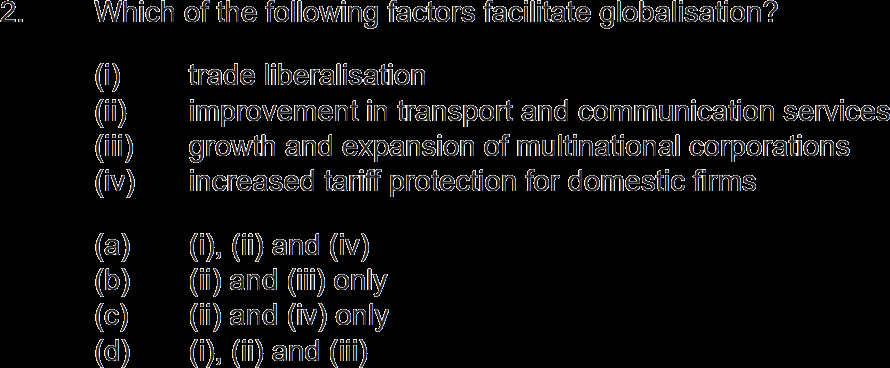 2. Which of the following factors facilitate globalisation?
(i) trade liberalisation
(ii) improvement in transport and communication services
(iii) growth and expansion of multinational corporations
(iv) increased tariff protection for domestic firms
(a) (i), (ii) and (iv)
(b) (ii) and (iii) only
(c) (ii) and (iv) only
(d) (i), (ii) and (iii)